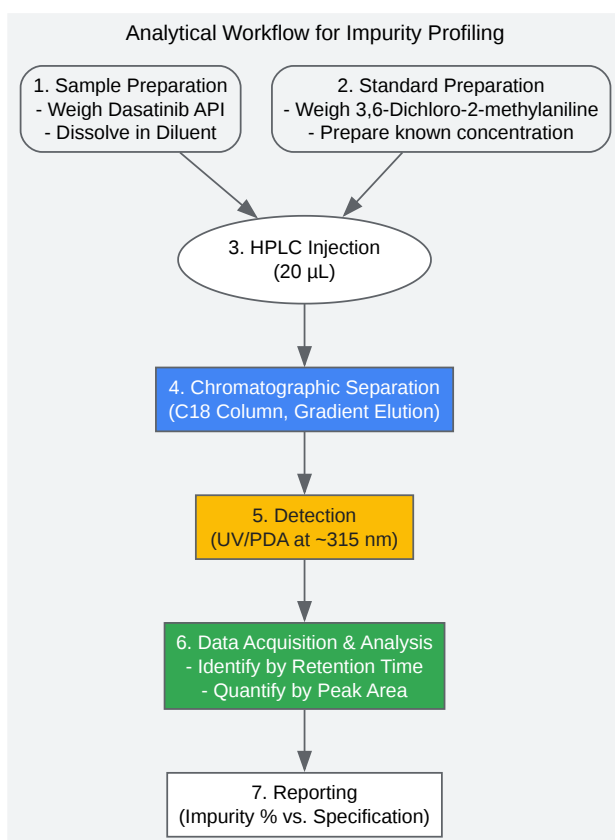 Analytical Workflow for Impurity Profiling
1. Sample Preparation
- Weigh Dasatinib API
- Dissolve in Diluent
2. Standard Preparation
- Weigh 3,6-Dichloro-2-methylaniline
- Prepare known concentration
3. HPLC Injection
(20 µL)
4. Chromatographic Separation
(C18 Column, Gradient Elution)
5. Detection
(UV/PDA at ~315 nm)
6. Data Acquisition & Analysis
- Identify by Retention Time
- Quantify by Peak Area
7. Reporting
(Impurity % vs. Specification)